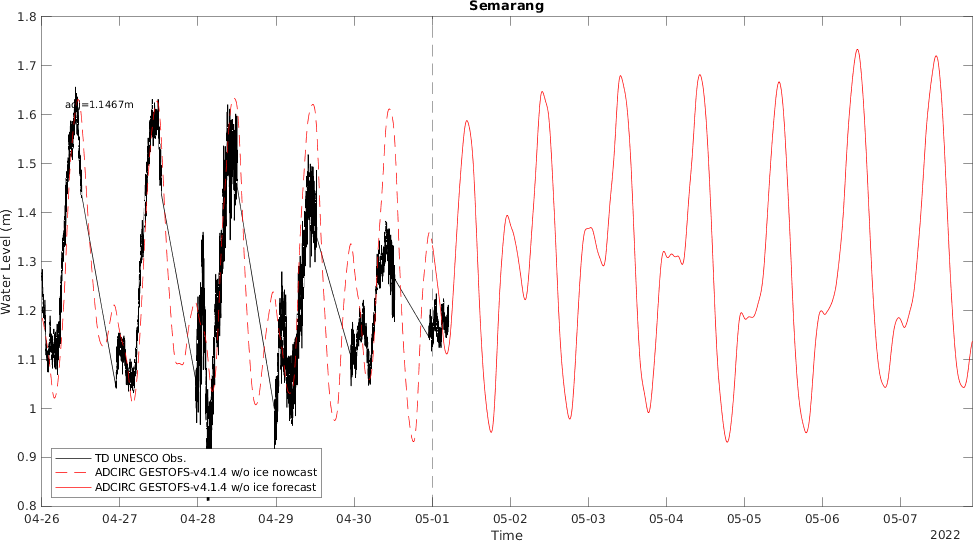 Semarang
1.8
1.7
1.6
1.5
1.4
1.3
1.2
1.1
1
0.9
0.8
Water Level (m)
=1.1467m
TD UNESCO Obs.
ADCIRC GESTOFS-v4.1.4 w/o ice nowcast
ADCIRC GESTOFS-v4.1.4 w/o ice forecast
04-26 04-27 04-28 04-29 04-30 05-01 05-02 05-03 05-04 05-05 05-06 05-07
Time
2022